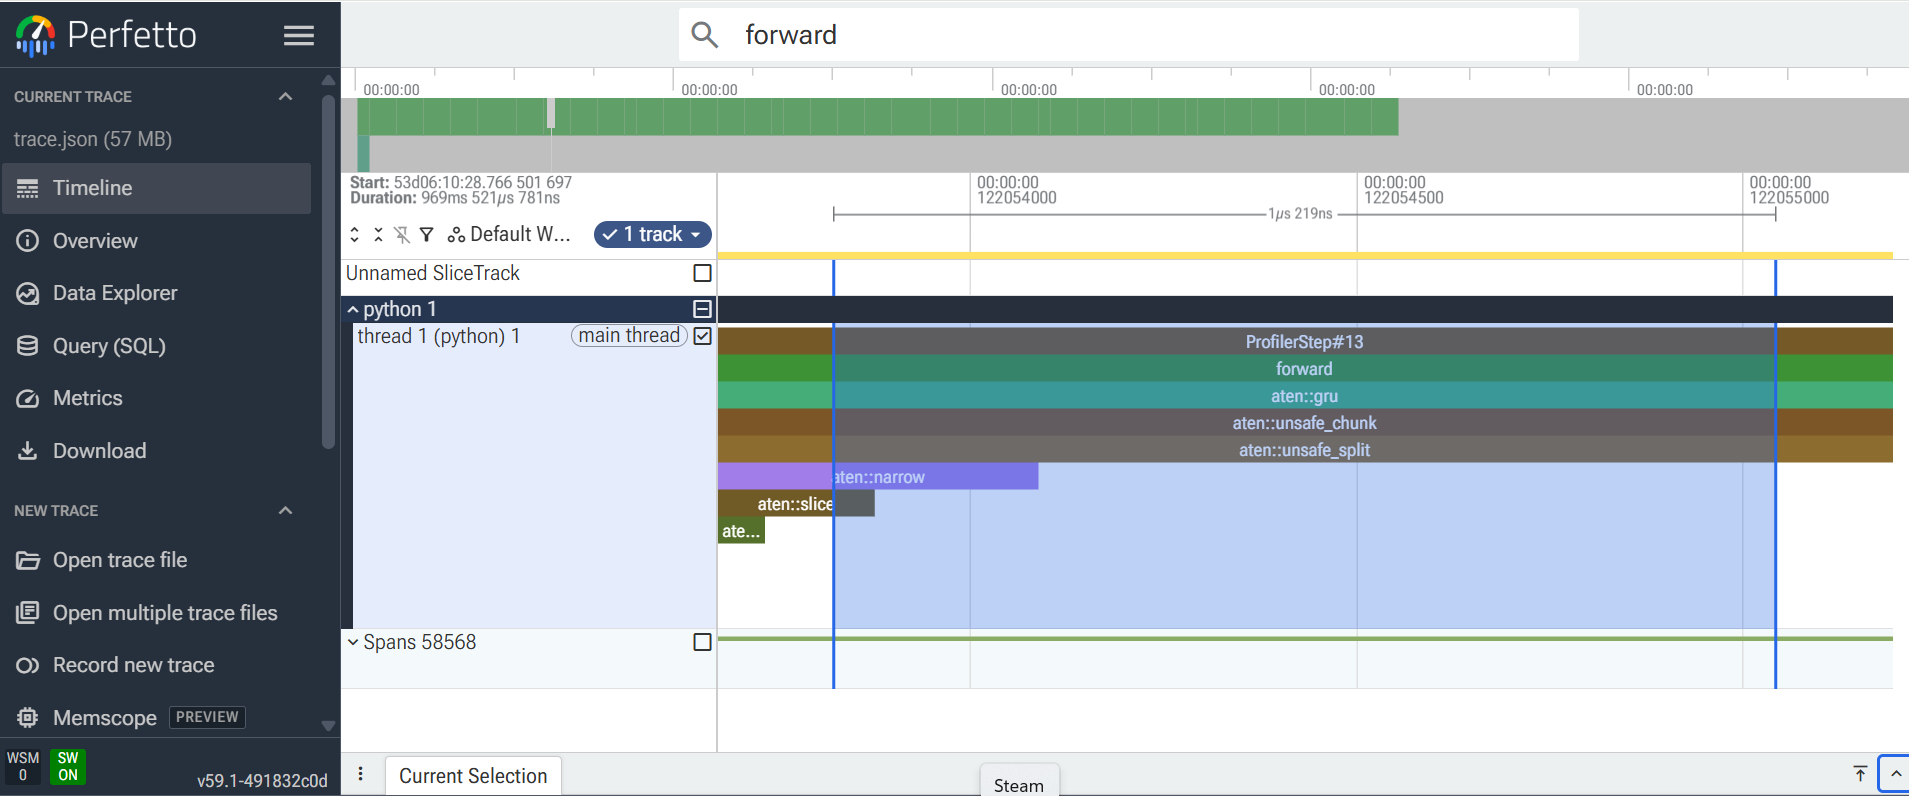 Perfetto
forward
CURRENT TRACE
trace.json (57 MB)
Timeline
Overview
Data Explorer
Query (SQL)
Metrics
Download
NEW TRACE
Open trace file
Open multiple trace files
Record new trace
Memscope PREVIEW
WSM
0
SW
ON
v59.1-491832c0d
00:00:00 00:00:00 00:00:00 00:00:00 00:00:00
Start: 53d06:10:28.766 501 697
Duration: 969ms 521µs 781ns
00:00:00 00:00:00 00:00:00
122054000 122054500 122055000
1µs 219ns
Default W... 1 track
Unnamed SliceTrack
python 1
thread 1 (python) 1 main thread
ProfilerStep#13
forward
aten::gru
aten::unsafe_chunk
aten::unsafe_split
aten::narrow
aten::slice
ate...
Spans 58568
Current Selection
Steam